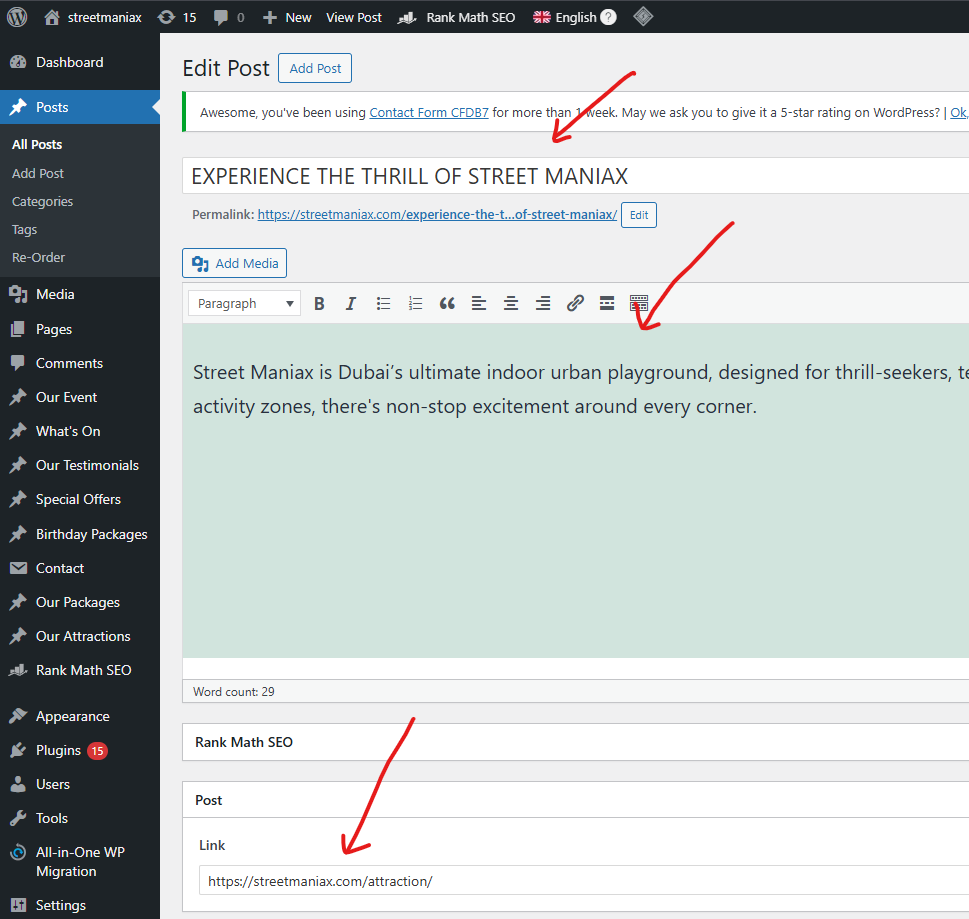 streetmaniax 15 0 New View Post Rank Math SEO English ?
Dashboard
Posts
All Posts
Add Post
Categories
Tags
Re-Order
Media
Pages
Comments
Our Event
What's On
Our Testimonials
Special Offers
Birthday Packages
Contact
Our Packages
Our Attractions
Rank Math SEO
Appearance
Plugins 15
Users
Tools
All-in-One WP
Migration
Settings
Edit Post Add Post
Awesome, you've been using Contact Form CFDB7 for more than 1 week. May we ask you to give it a 5-star rating on WordPress? | Ok,
EXPERIENCE THE THRILL OF STREET MANIAX
Permalink: https://streetmaniax.com/experience-the-t...of-street-maniax/ Edit
Add Media
Paragraph B I
Street Maniax is Dubai’s ultimate indoor urban playground, designed for thrill-seekers, te
activity zones, there's non-stop excitement around every corner.
Word count: 29
Rank Math SEO
Post
Link
https://streetmaniax.com/attraction/